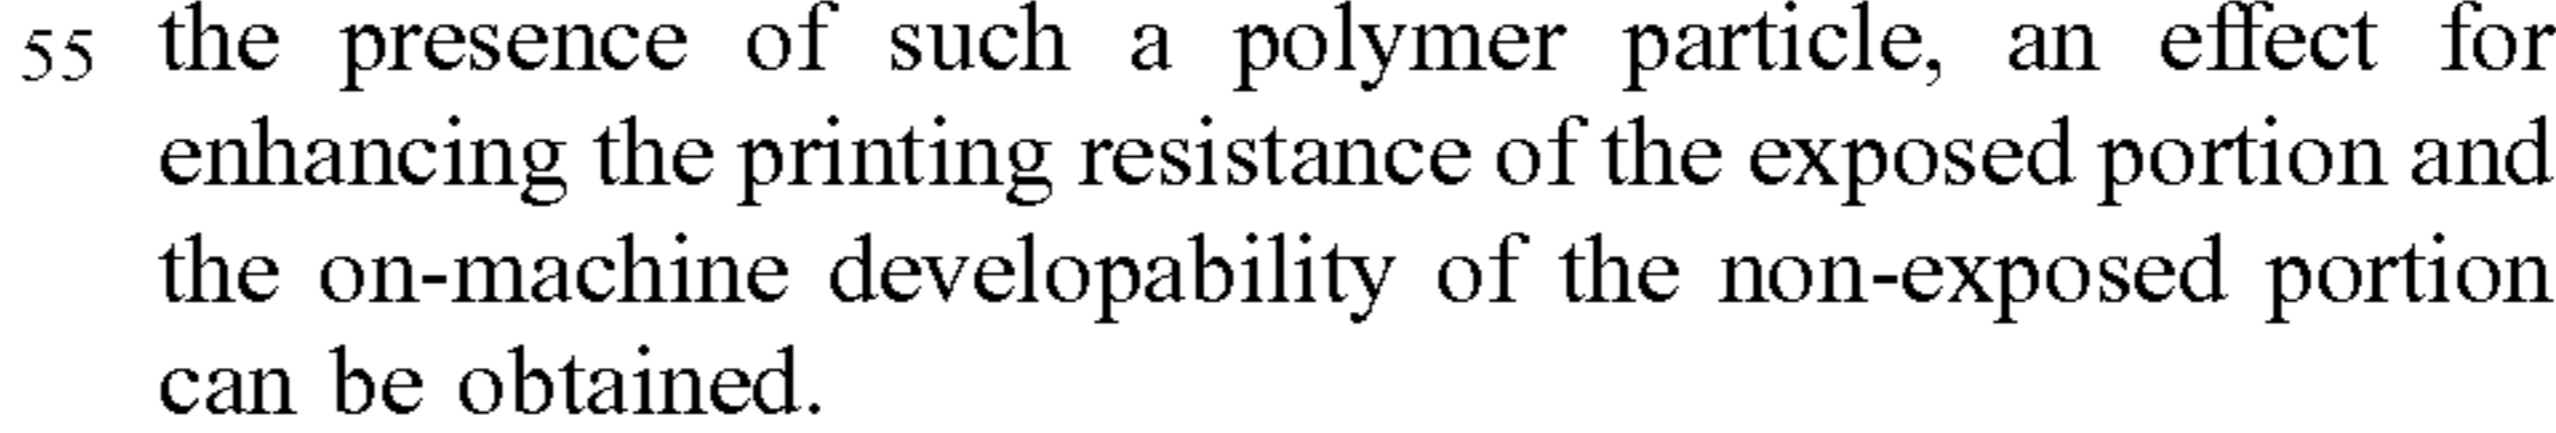 55 the presence of such a polymer particle, an effect for
enhancing the printing resistance of the exposed portion and
the on-machine developability of the non-exposed portion
can be obtained.